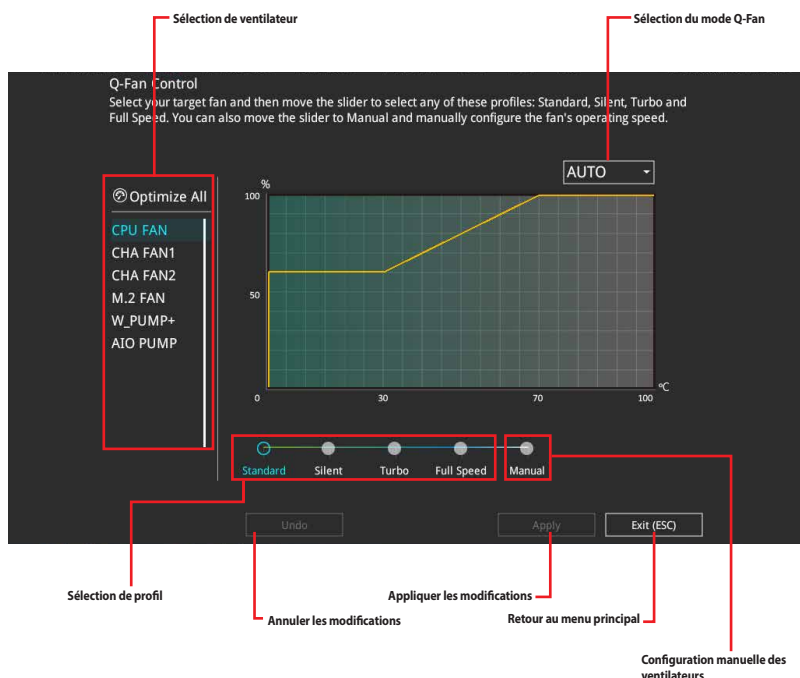 Sélection de ventilateur
Sélection du mode Q-Fan
Q-Fan Control
Select your target fan and then move the slider to select any of these profiles: Standard, Silent, Turbo and
Full Speed. You can also move the slider to Manual and manually configure the fan's operating speed.
AUTO
Optimize All
CPU FAN
CHA FAN1
CHA FAN2
M.2 FAN
W_PUMP+
AIO PUMP
%
100
50
0
30
70
100
ºC
Standard
Silent
Turbo
Full Speed
Manual
Undo
Apply
Exit (ESC)
Sélection de profil
Appliquer les modifications
Annuler les modifications
Retour au menu principal
Configuration manuelle des
ventilateurs